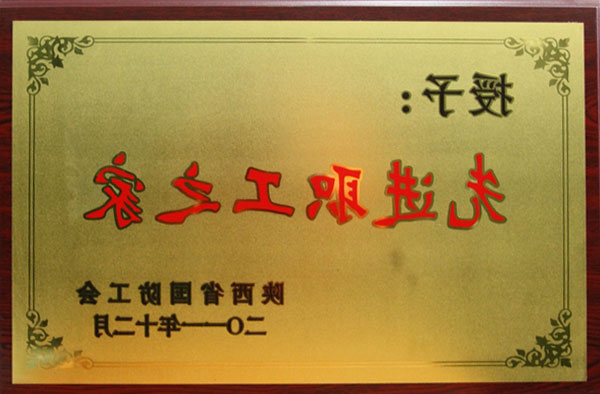 授予：
先进职工之家
陕西省国防工会
二〇一一年十二月